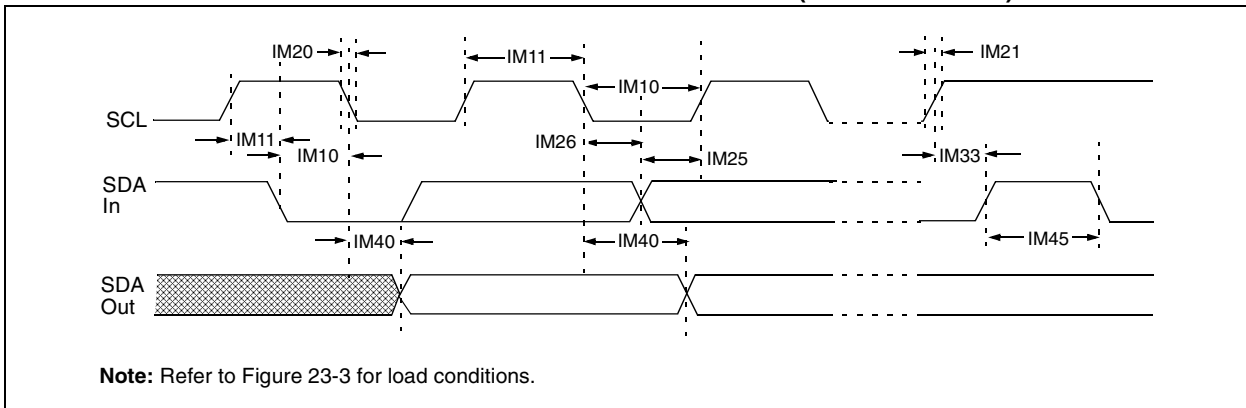 IM20
IM11
IM21
IM10
SCL
IM11
IM26
IM10
IM25
IM33
SDA
In
IM40
IM40
IM45
SDA
Out
Note: Refer to Figure 23-3 for load conditions.